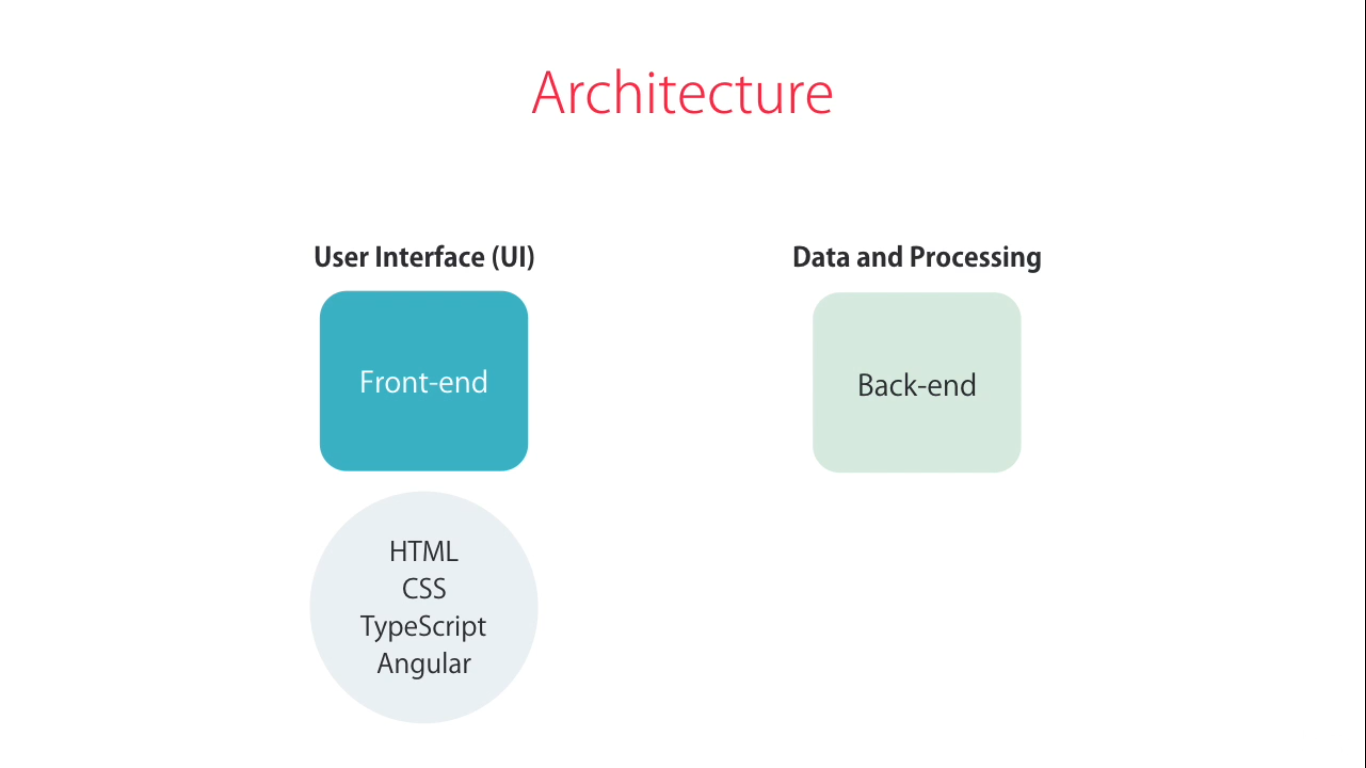 Architecture
User Interface (UI)
Data and Processing
Front-end
Back-end
HTML
CSS
TypeScript
Angular